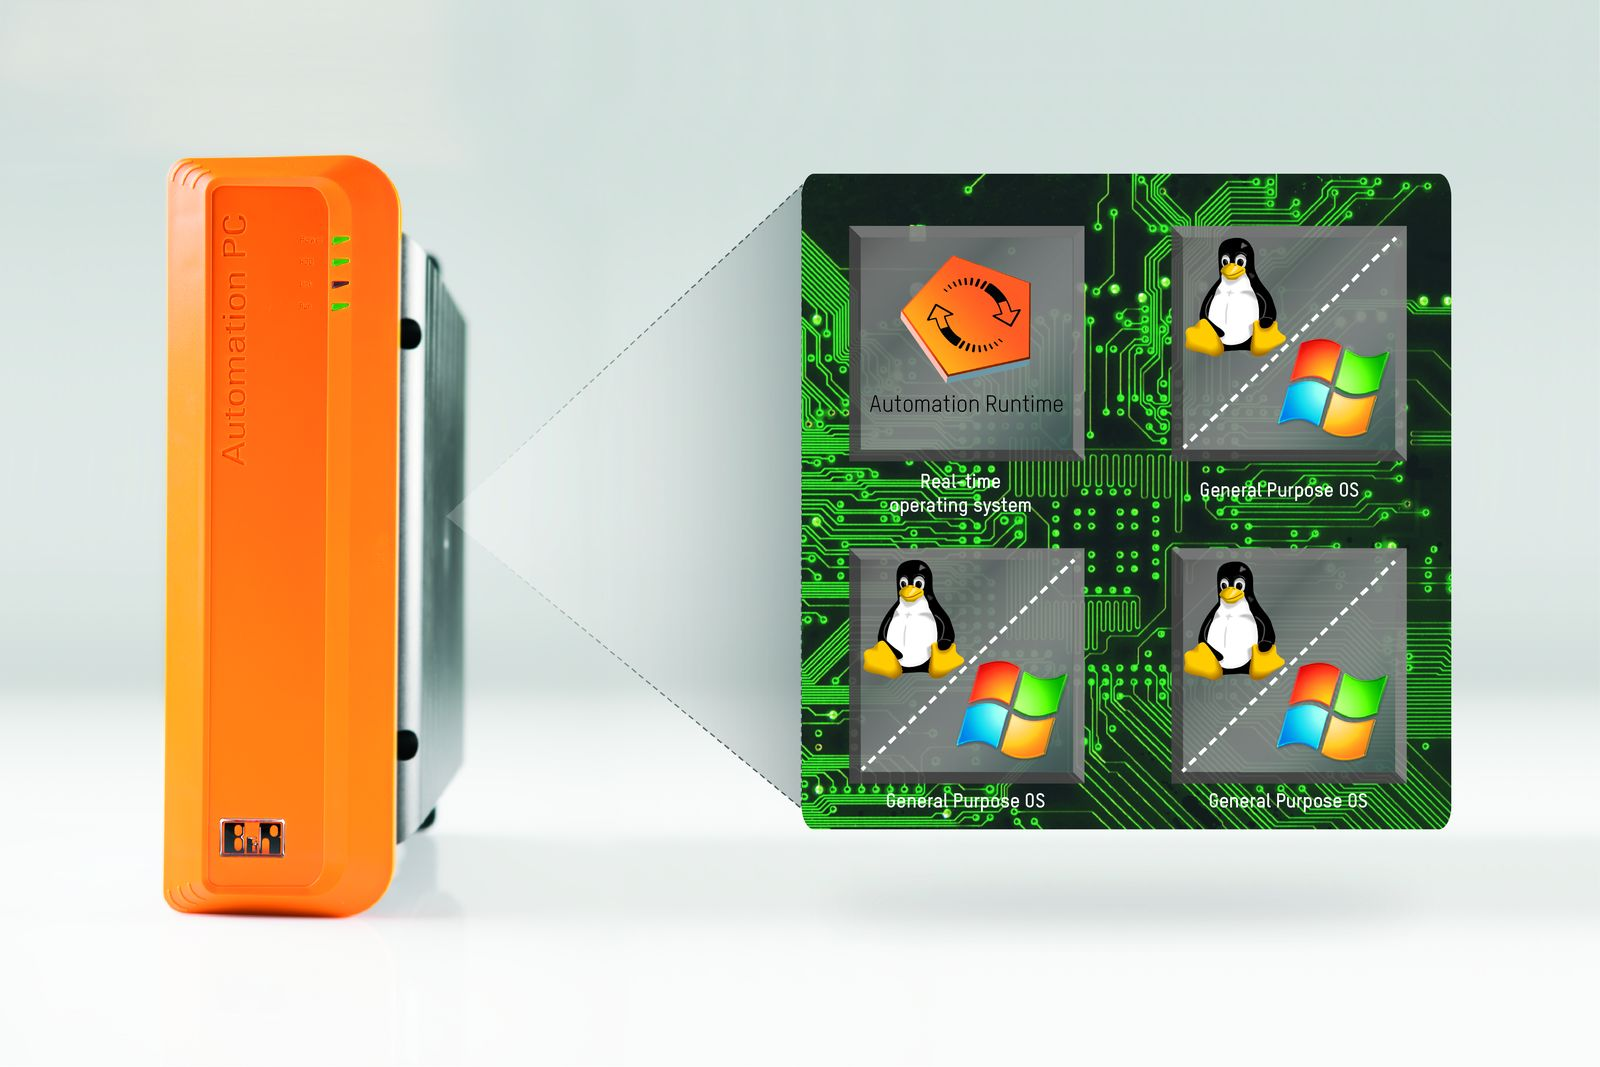 Automation PC
B&R
Automation Runtime
Real-time
operating system
General Purpose OS
General Purpose OS
General Purpose OS